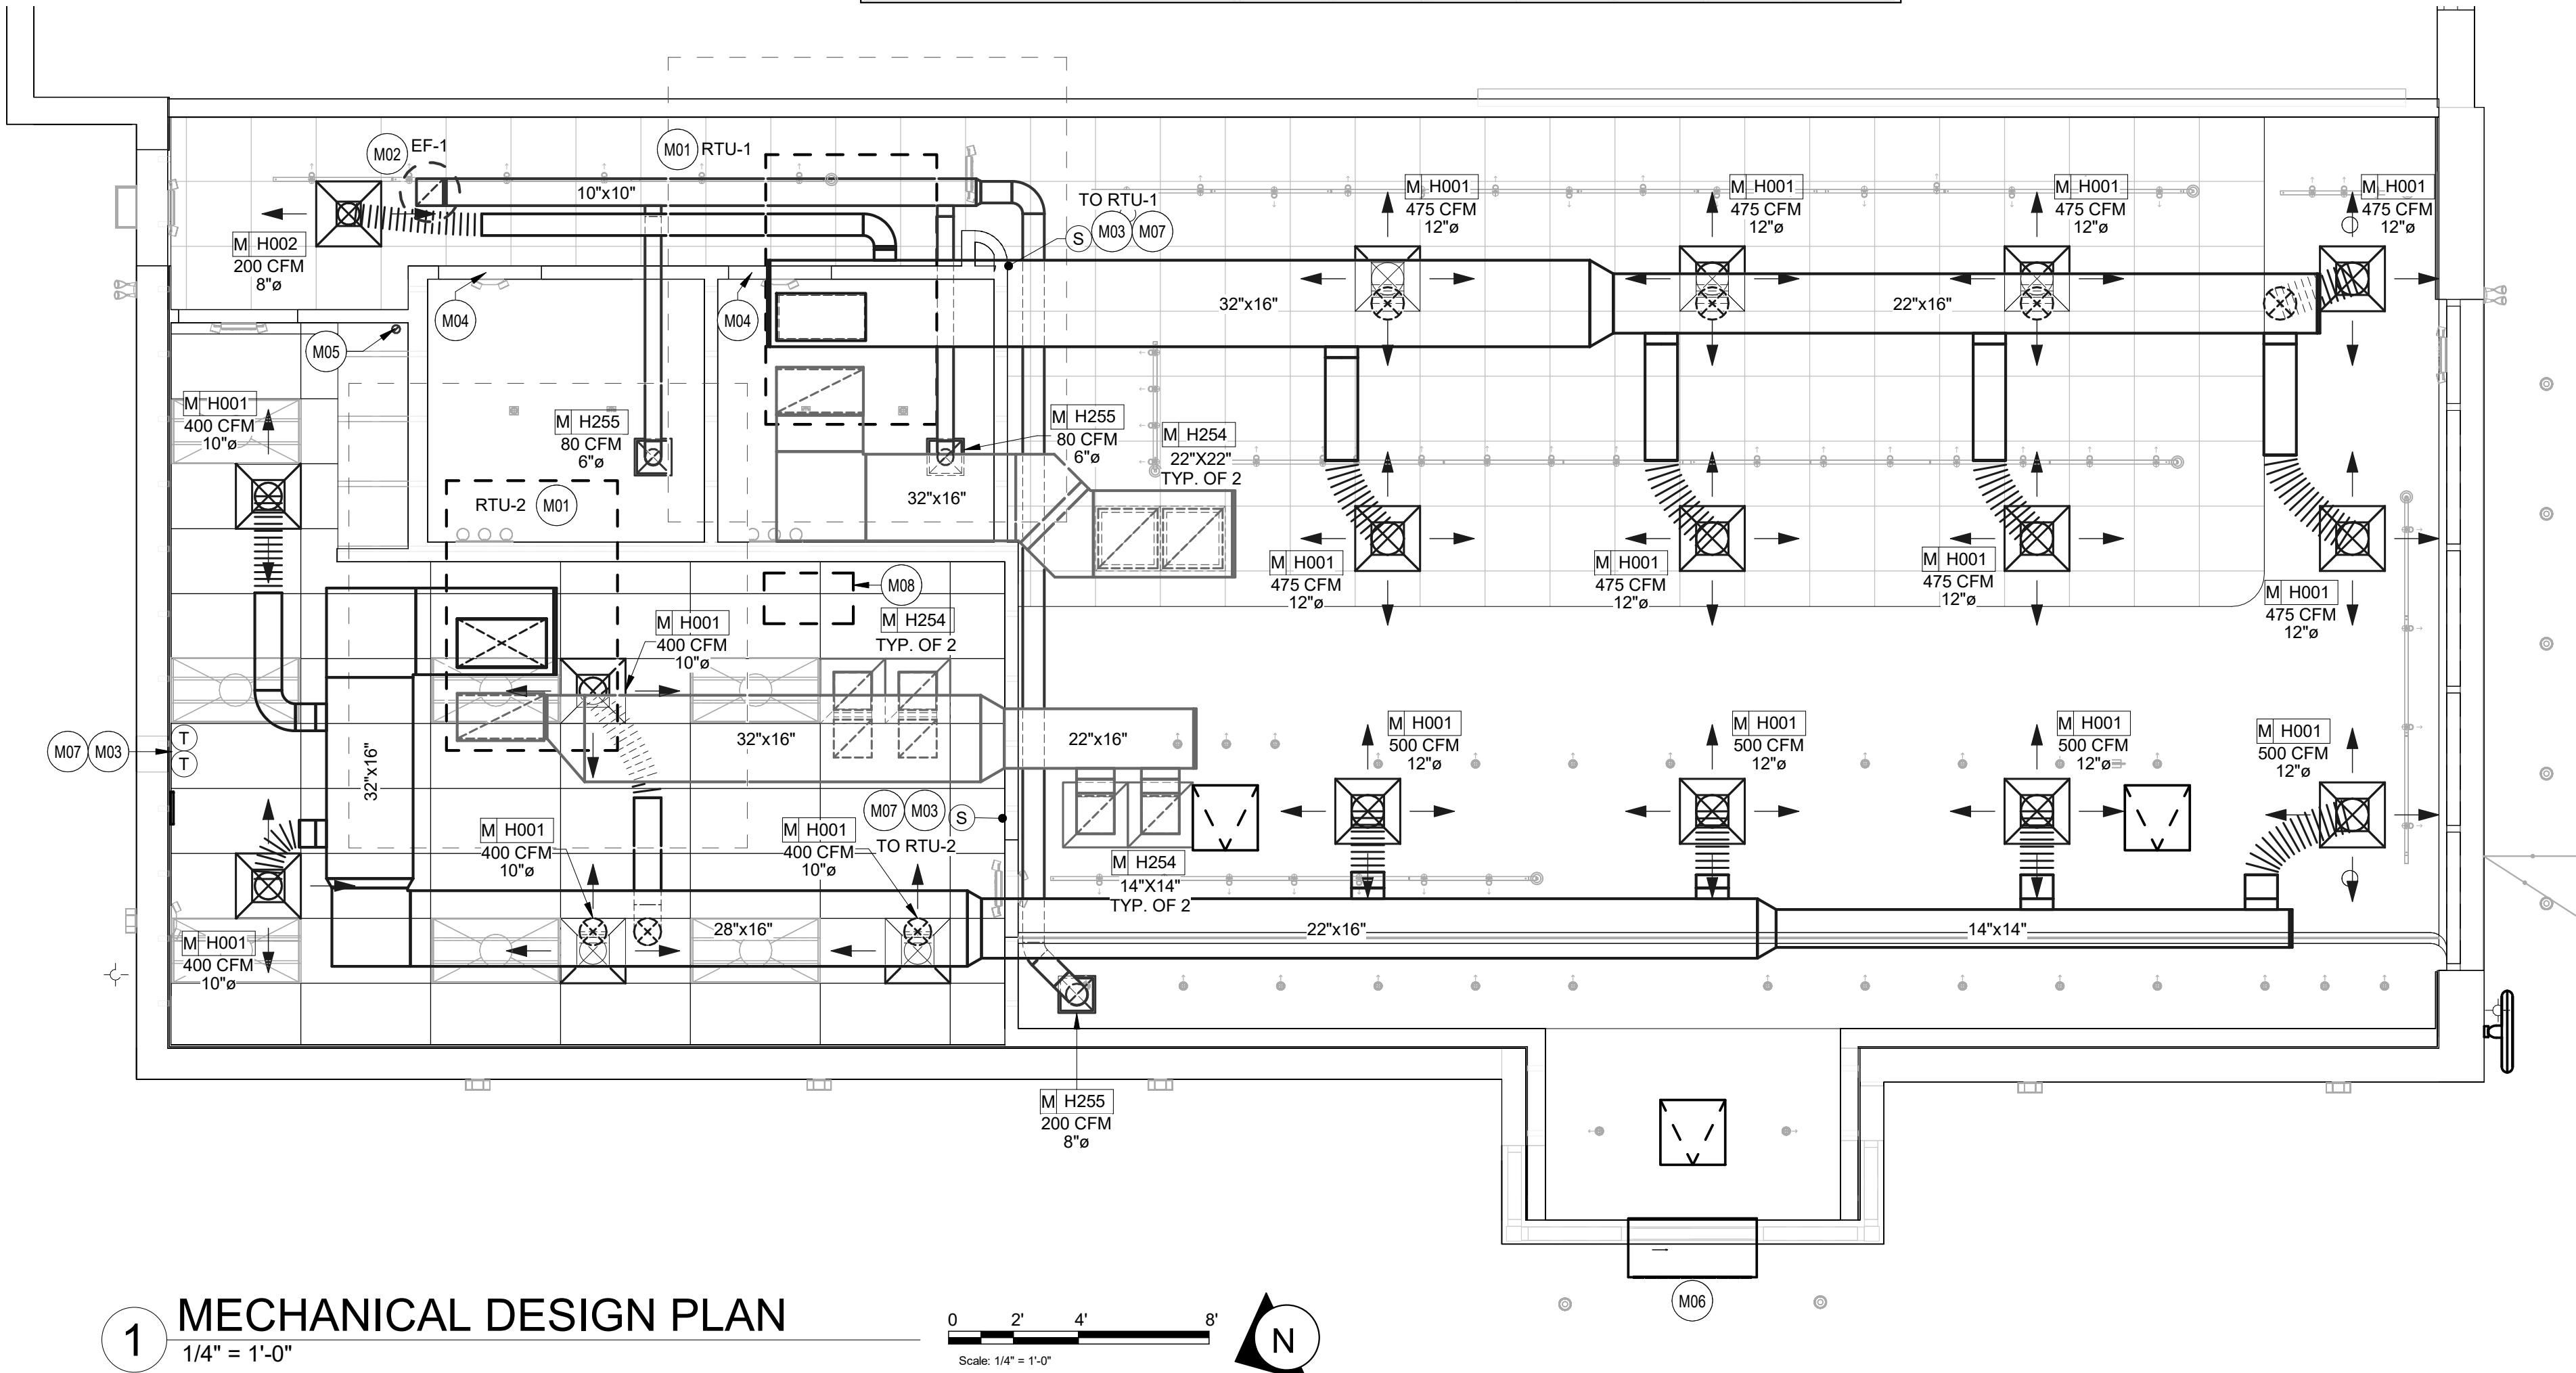 M02 EF-1
M01 RTU-1
10"x10"
M H002
200 CFM
8"ø
TO RTU-1
S M03 M07
M H001
475 CFM
12"ø
M H001
475 CFM
12"ø
M H001
475 CFM
12"ø
M H001
475 CFM
12"ø
32"x16"
22"x16"
M04
M04
M05
M H001
400 CFM
10"ø
M H255
80 CFM
6"ø
M H255
80 CFM
6"ø
M H254
22"X22"
TYP. OF 2
32"x16"
RTU-2 M01
M H001
475 CFM
12"ø
M H001
475 CFM
12"ø
M H001
475 CFM
12"ø
M H001
475 CFM
12"ø
M08
M H254
TYP. OF 2
M H001
400 CFM
10"ø
M07 M03
T
T
32"x16"
32"x16"
22"x16"
M H001
500 CFM
12"ø
M H001
500 CFM
12"ø
M H001
500 CFM
12"ø
M H001
500 CFM
12"ø
M07 M03 S
TO RTU-2
M H001
400 CFM
10"ø
M H001
400 CFM
10"ø
M H254
14"X14"
TYP. OF 2
M H001
400 CFM
10"ø
28"x16"
22"x16"
14"x14"
M H255
200 CFM
8"ø
M06
1 MECHANICAL DESIGN PLAN
1/4" = 1'-0"
0 2' 4' 8'
Scale: 1/4" = 1'-0"
N